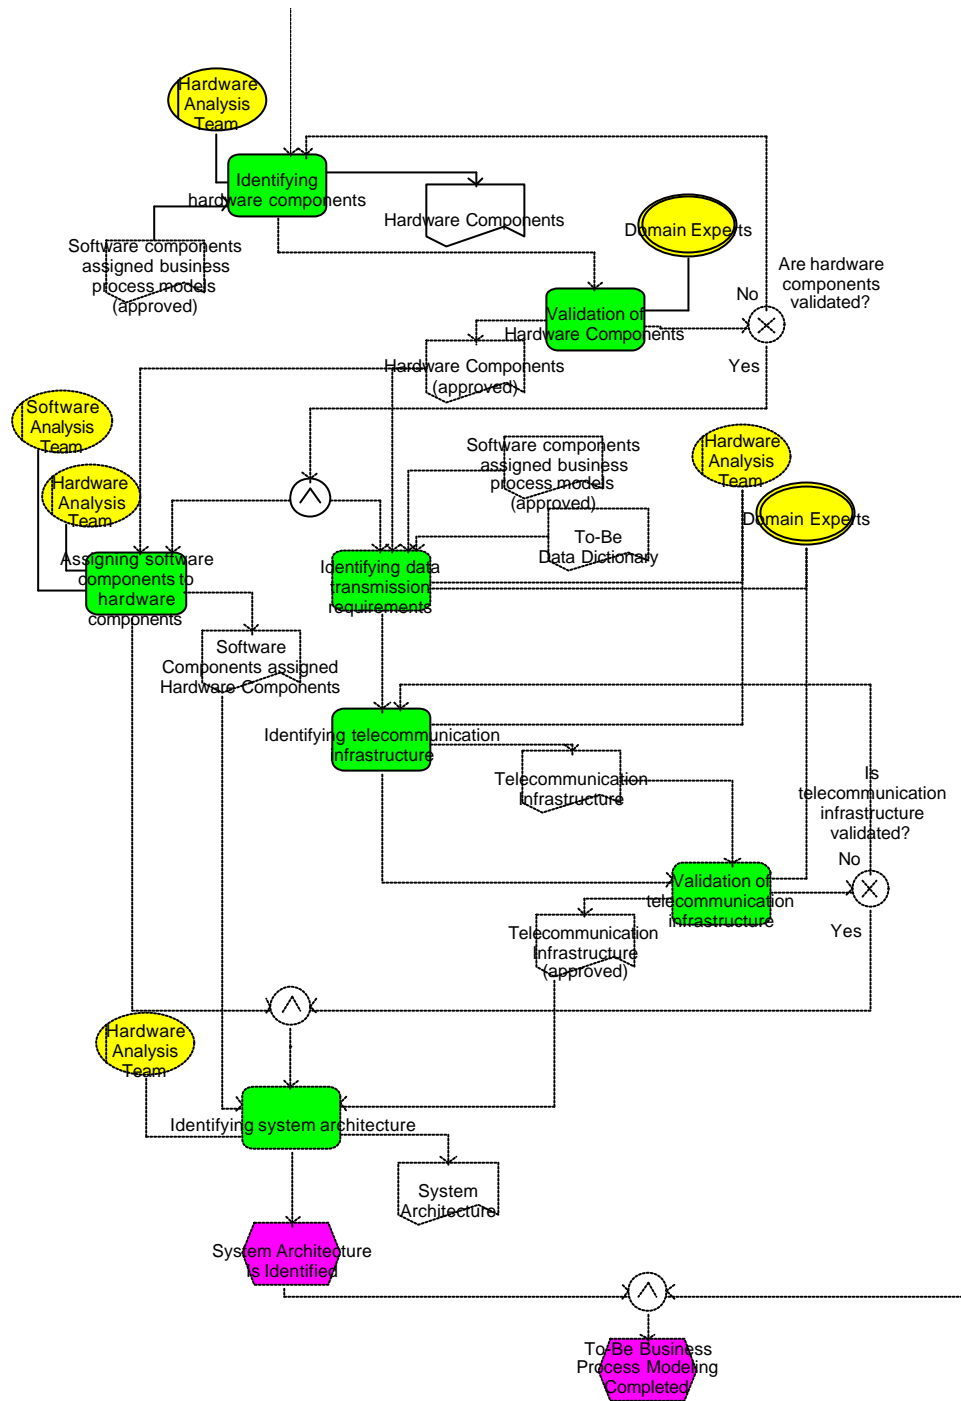 Hardware
Analysis
Team
Identifying
hardware components
Hardware Components
Domain Experts
Software components
assigned business
process models
(approved)
Are hardware
components
validated?
No
Validation of
Hardware Components
Yes
Hardware Components
(approved)
Software
Analysis
Team
Hardware
Analysis
Team
Software components
assigned business
process models
(approved)
Hardware
Analysis
Team
Domain Experts
To-Be
Data Dictionary
Assigning software
components to
hardware
components
Identifying data
transmission
requirements
Software
Components assigned
Hardware Components
Identifying telecommunication
infrastructure
Telecommunication
Infrastructure
Is
telecommunication
infrastructure
validated?
No
Validation of
telecommunication
infrastructure
Yes
Telecommunication
Infrastructure
(approved)
Hardware
Analysis
Team
Identifying system architecture
System
Architecture
System Architecture
Is Identified
To-Be Business
Process Modeling
Completed